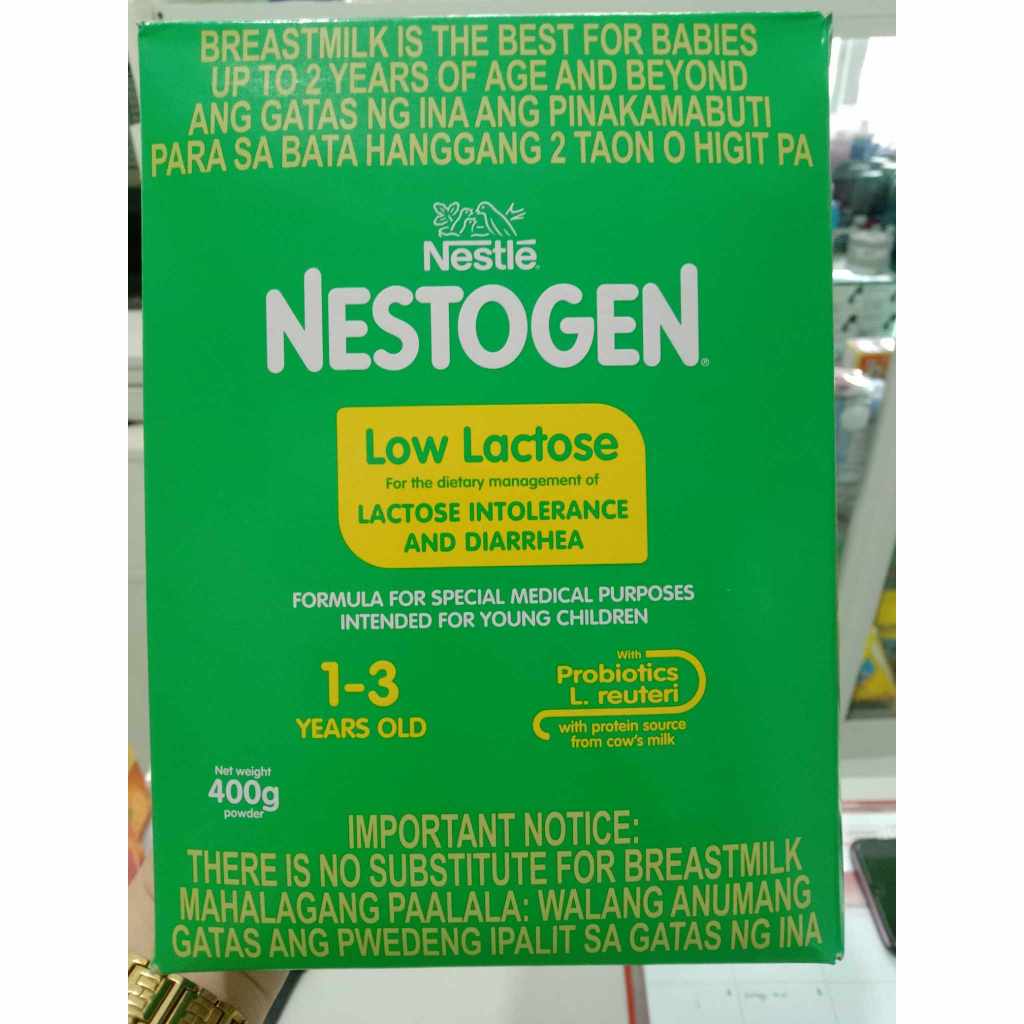 BREASTMILK IS THE BEST FOR BABIES
UP TO 2 YEARS OF AGE AND BEYOND
ANG GATAS NG INA ANG PINAKAMABUTI
PARA SA BATA HANGGANG 2 TAON O HIGIT PA
Nestlé
NESTOGEN®
Low Lactose
For the dietary management of
LACTOSE INTOLERANCE
AND DIARRHEA
FORMULA FOR SPECIAL MEDICAL PURPOSES
INTENDED FOR YOUNG CHILDREN
1-3
YEARS OLD
With
Probiotics
L. reuteri
with protein source
from cow's milk
Net weight
400g
powder
IMPORTANT NOTICE:
THERE IS NO SUBSTITUTE FOR BREASTMILK
MAHALAGANG PAALALA: WALANG ANUMANG
GATAS ANG PWEDENG IPALIT SA GATAS NG INA